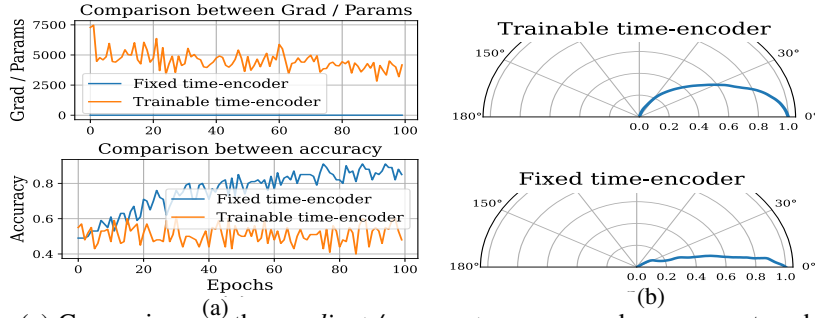 Comparison between Grad / Params
Grad / Params
7500
5000
2500
0
Fixed time-encoder
Trainable time-encoder
0 20 40 60 80 100
Comparison between accuracy
Accuracy
0.8
0.6
0.4
Fixed time-encoder
Trainable time-encoder
0 20 40 60 80 100
Epochs
(a)
Trainable time-encoder
150°
30°
180°
0°
0.0 0.2 0.4 0.6 0.8 1.0
Fixed time-encoder
150°
30°
180°
0°
0.0 0.2 0.4 0.6 0.8 1.0
(b)